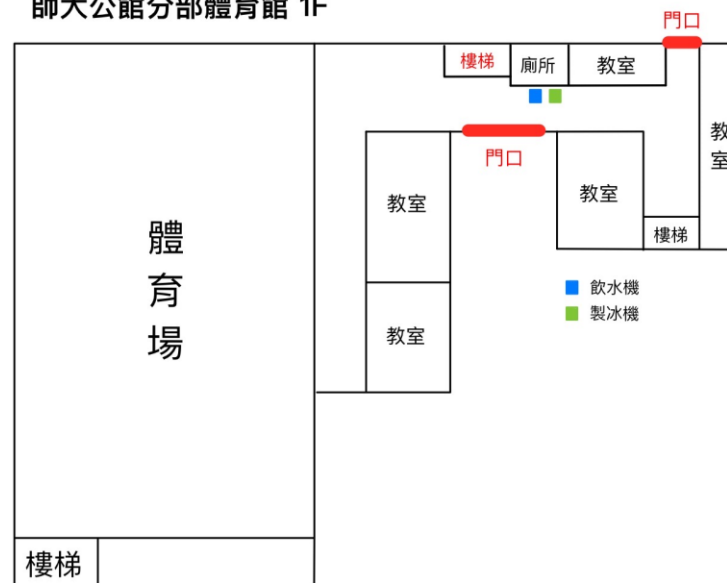 師大公館分部體育館 1F
門口
樓梯
廁所
教室
教室
門口
教室
教室
樓梯
體育場
飲水機
製冰機
教室
樓梯